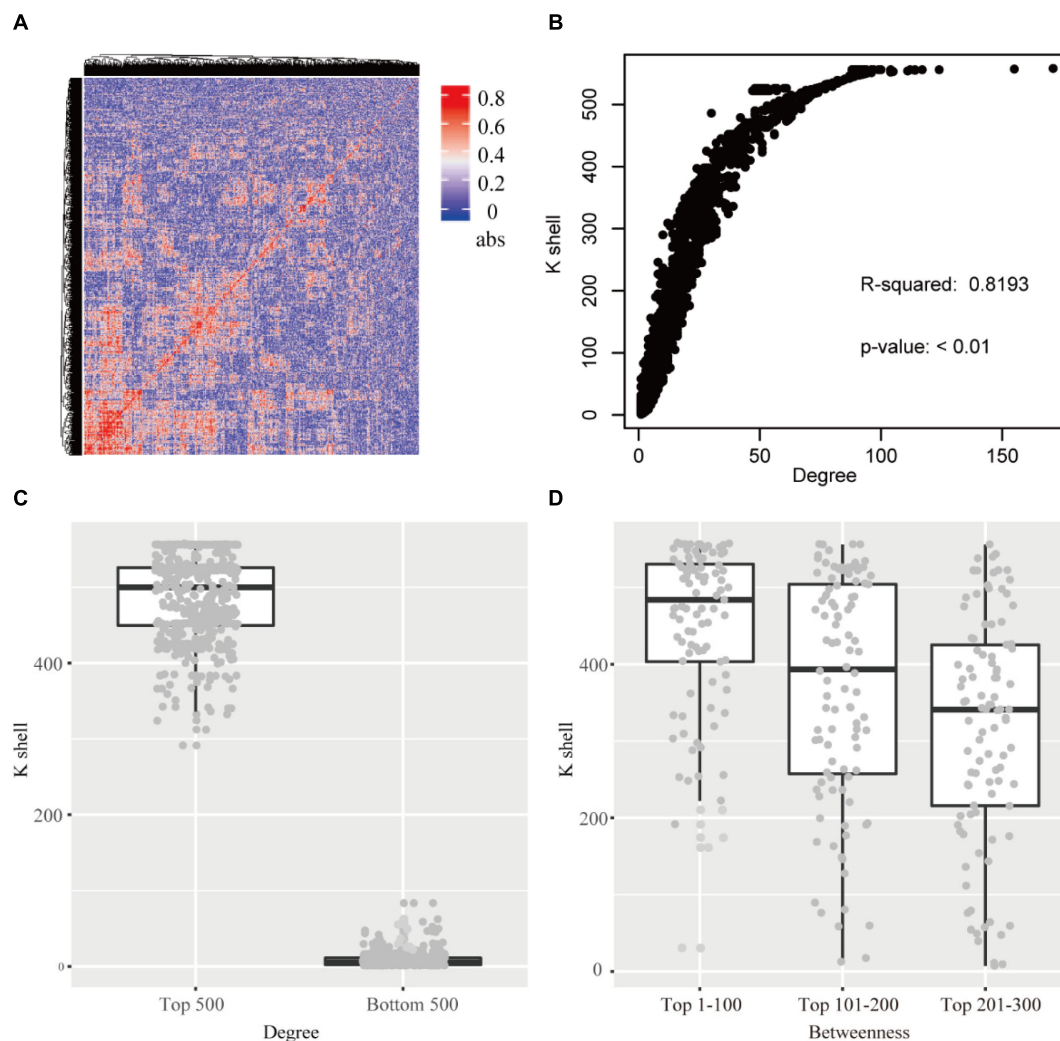 A
0.8
0.6
0.4
0.2
0
abs
B
K shell
500
400
300
200
100
0
R-squared: 0.8193
p-value: < 0.01
0
50
100
150
Degree
C
K shell
400
200
0
Top 500
Bottom 500
Degree
D
K shell
400
200
0
Top 1-100
Top 101-200
Top 201-300
Betweenness